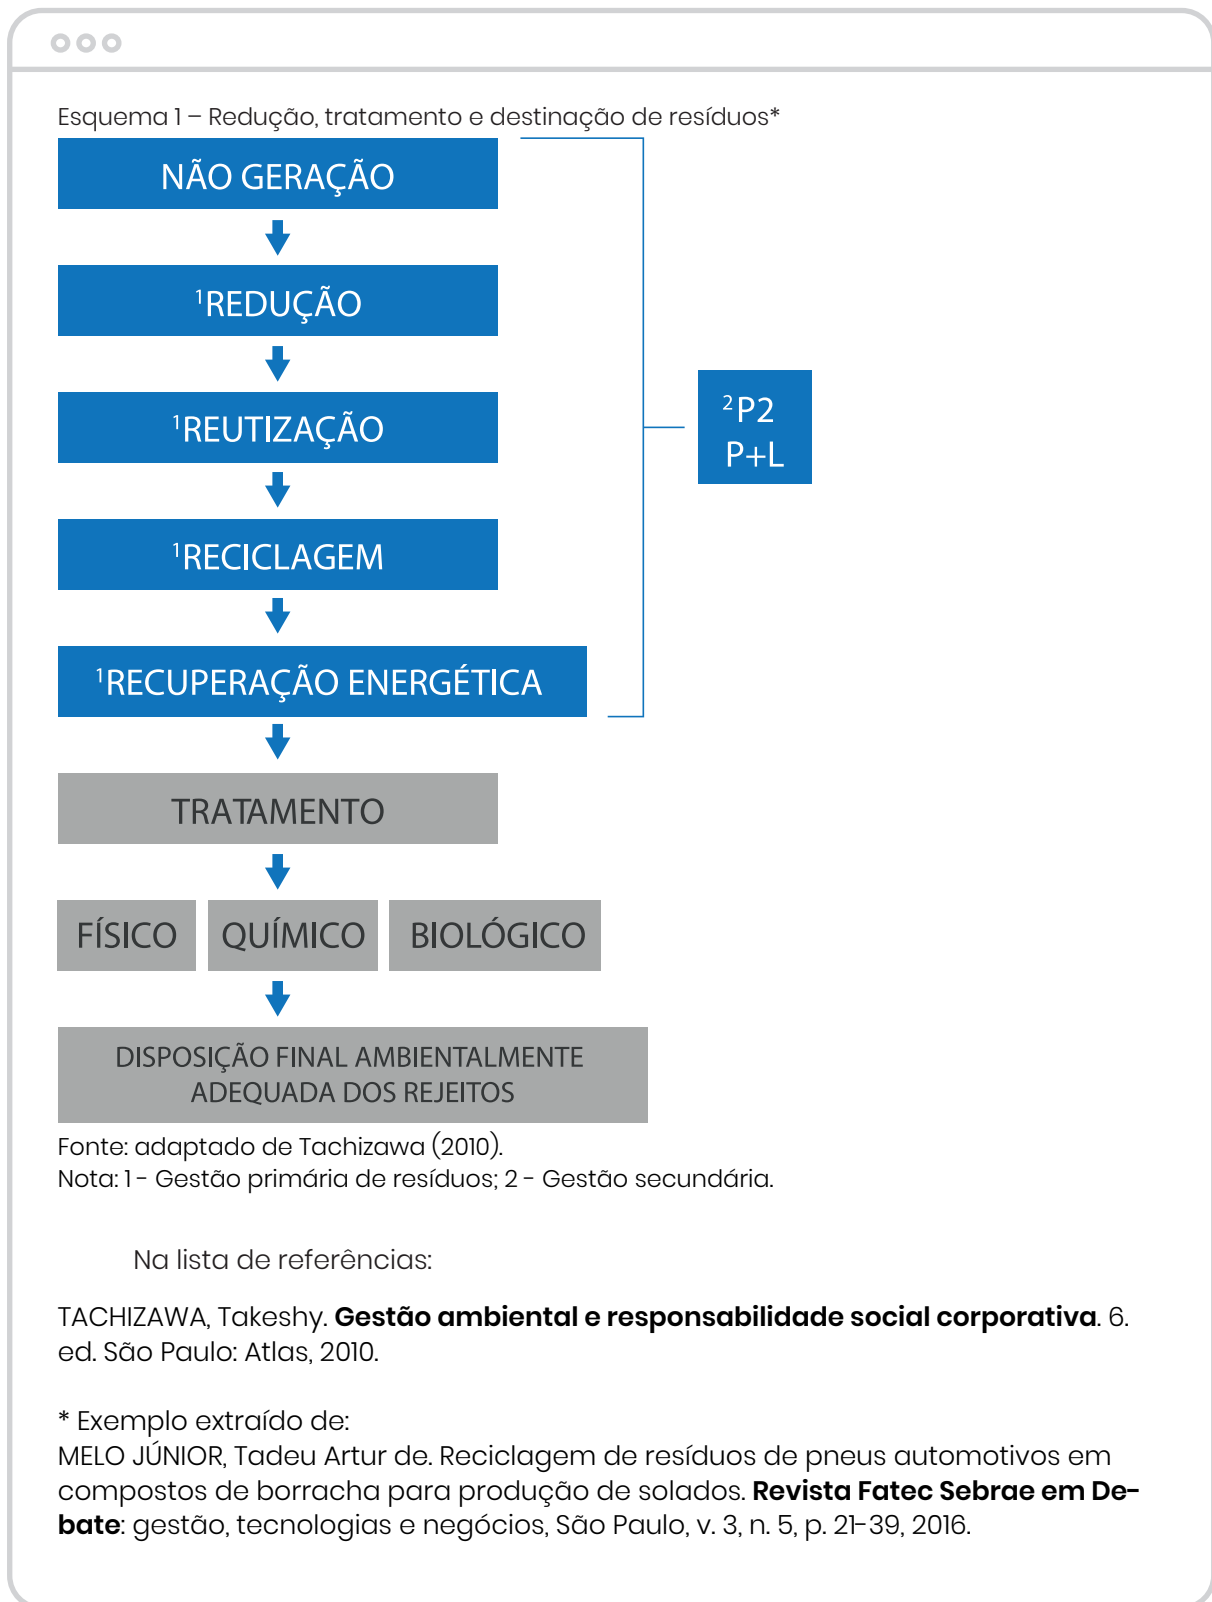 Esquema 1 – Redução, tratamento e destinação de resíduos*
NÃO GERAÇÃO
¹REDUÇÃO
¹REUTIZAÇÃO
²P2
P+L
¹RECICLAGEM
¹RECUPERAÇÃO ENERGÉTICA
TRATAMENTO
FÍSICO QUÍMICO BIOLÓGICO
DISPOSIÇÃO FINAL AMBIENTALMENTE
ADEQUADA DOS REJEITOS
Fonte: adaptado de Tachizawa (2010).
Nota: 1 - Gestão primária de resíduos; 2 - Gestão secundária.
Na lista de referências:
TACHIZAWA, Takeshy. Gestão ambiental e responsabilidade social corporativa. 6.
ed. São Paulo: Atlas, 2010.
* Exemplo extraído de:
MELO JÚNIOR, Tadeu Artur de. Reciclagem de resíduos de pneus automotivos em
compostos de borracha para produção de solados. Revista Fatec Sebrae em De-
bate: gestão, tecnologias e negócios, São Paulo, v. 3, n. 5, p. 21-39, 2016.